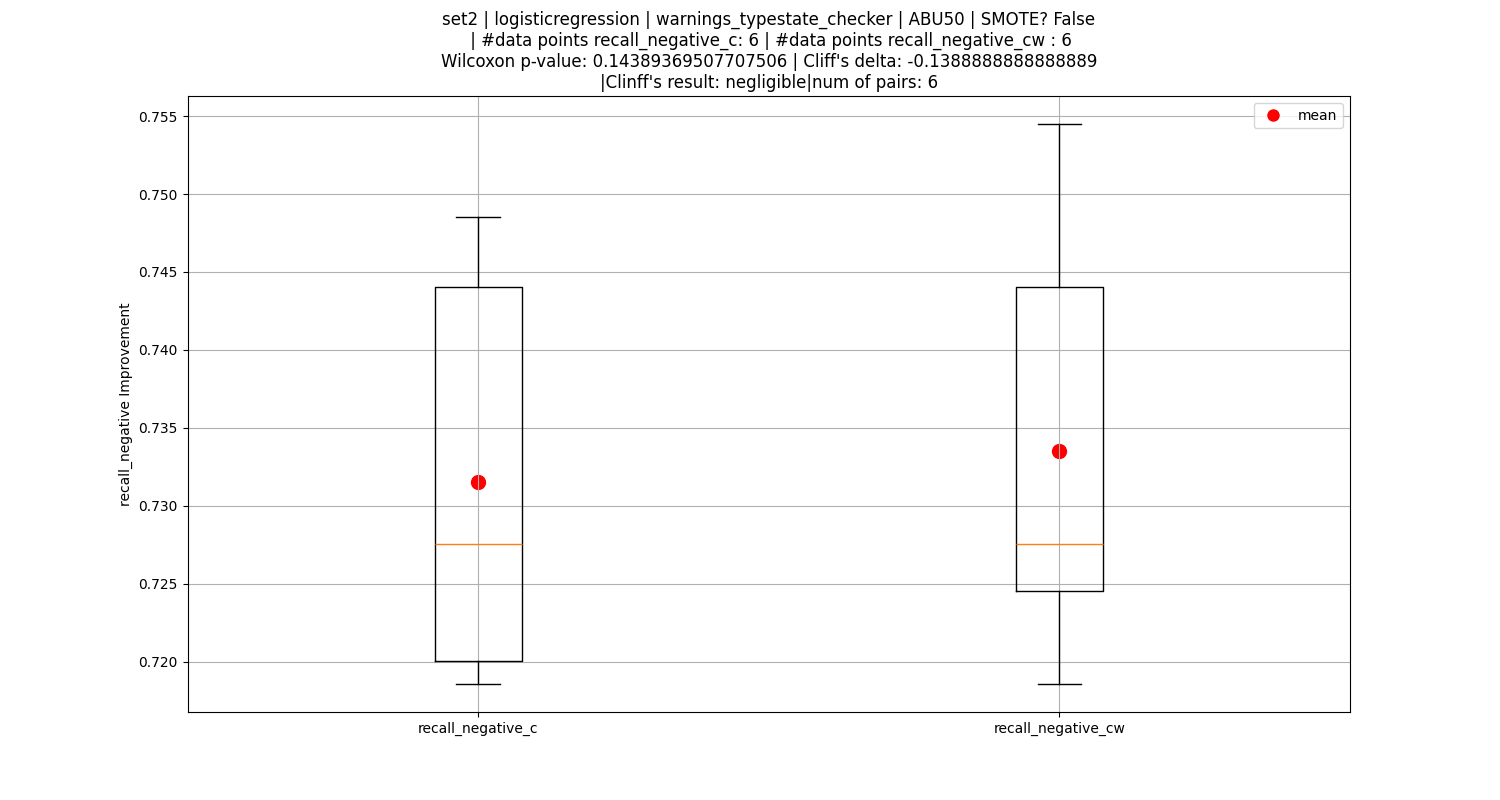 set2 | logisticregression | warnings_typestate_checker | ABU50 | SMOTE? False
| #data points recall_negative_c: 6 | #data points recall_negative_cw : 6
Wilcoxon p-value: 0.14389369507707506 | Cliff's delta: -0.1388888888888889
|Clinff's result: negligible|num of pairs: 6
mean
0.755
0.750
0.745
0.740
0.735
0.730
0.725
0.720
recall_negative Improvement
recall_negative_c
recall_negative_cw